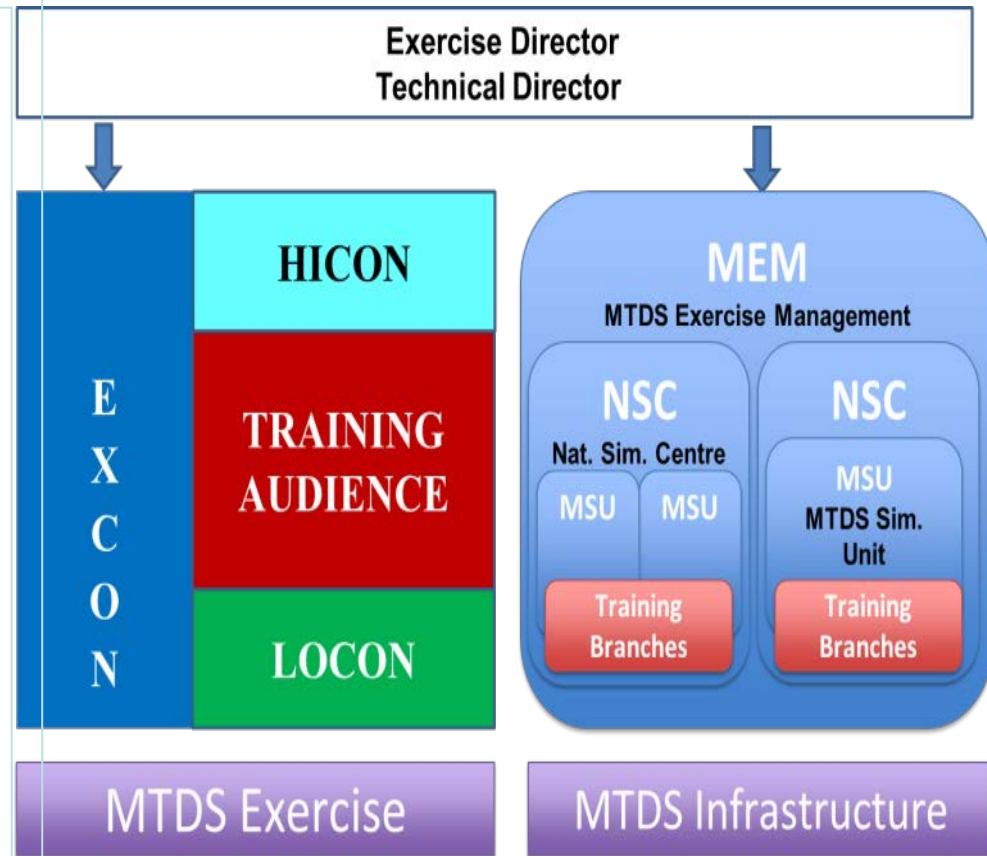 Exercise Director
Technical Director
E
X
C
O
N
HICON
TRAINING
AUDIENCE
LOCON
MEM
MTDS Exercise Management
NSC
Nat. Sim. Centre
MSU
MSU
Training
Branches
NSC
MSU
MTDS Sim.
Unit
Training
Branches
MTDS Exercise
MTDS Infrastructure